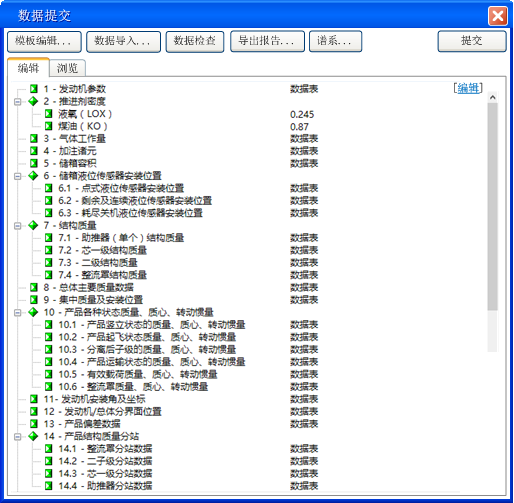 数据提交
模板编辑... 数据导入... 数据检查 导出报告... 谱系... 提交
编辑 浏览
1 - 发动机参数 数据表 [编辑]
2 - 推进剂密度
液氧（LOX） 0.245
煤油（KO） 0.87
3 - 气体工作量 数据表
4 - 加注诸元 数据表
5 - 储箱容积 数据表
6 - 储箱液位传感器安装位置
6.1 - 点式液位传感器安装位置 数据表
6.2 - 剩余及连续液位传感器安装位置 数据表
6.3 - 耗尽关机液位传感器安装位置 数据表
7 - 结构质量
7.1 - 助推器（单个）结构质量 数据表
7.2 - 芯一级结构质量 数据表
7.3 - 二级结构质量 数据表
7.4 - 整流罩结构质量 数据表
8 - 总体主要质量数据 数据表
9 - 集中质量及安装位置 数据表
10 - 产品各种状态质量、质心、转动惯量
10.1 - 产品竖立状态的质量、质心、转动惯量 数据表
10.2 - 产品起飞状态质量、质心、转动惯量 数据表
10.3 - 分离后子级的质量、质心、转动惯量 数据表
10.4 - 产品运输状态的质量、质心、转动惯量 数据表
10.5 - 有效载荷质量、质心、转动惯量 数据表
10.6 - 整流罩质量、质心、转动惯量 数据表
11- 发动机安装角及坐标 数据表
12 - 发动机/总体分界面位置 数据表
13 - 产品偏差数据 数据表
14 - 产品结构质量分站
14.1 - 整流罩分站数据 数据表
14.2 - 二子级分站数据 数据表
14.3 - 芯一级分站数据 数据表
14.4 - 助推器分站数据 数据表